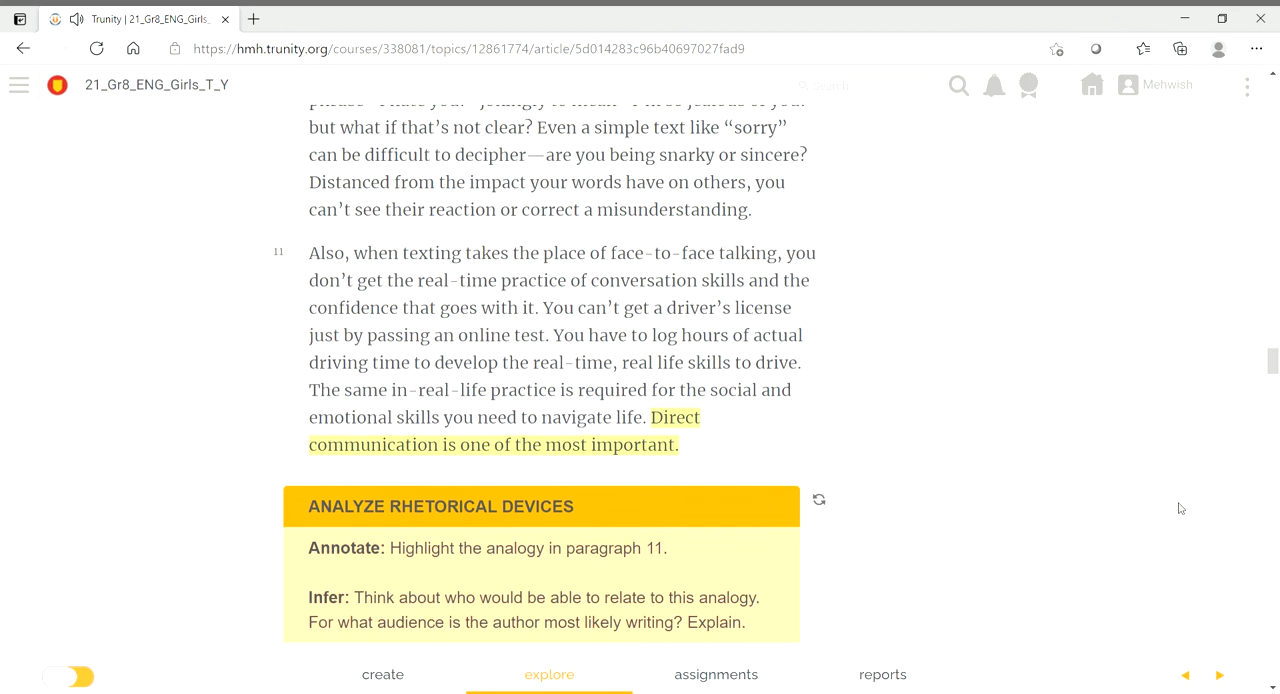 Trunity | 21_Gr8_ENG_Girls_
https://hmh.trunity.org/courses/338081/topics/12861774/article/5d014283c96b40697027fad9
21_Gr8_ENG_Girls_T_Y
Search
Mehwish
but what if that’s not clear? Even a simple text like “sorry”
can be difficult to decipher—are you being snarky or sincere?
Distanced from the impact your words have on others, you
can’t see their reaction or correct a misunderstanding.
11
Also, when texting takes the place of face-to-face talking, you
don’t get the real-time practice of conversation skills and the
confidence that goes with it. You can’t get a driver’s license
just by passing an online test. You have to log hours of actual
driving time to develop the real-time, real life skills to drive.
The same in-real-life practice is required for the social and
emotional skills you need to navigate life. Direct
communication is one of the most important.
ANALYZE RHETORICAL DEVICES
Annotate: Highlight the analogy in paragraph 11.
Infer: Think about who would be able to relate to this analogy.
For what audience is the author most likely writing? Explain.
create
explore
assignments
reports